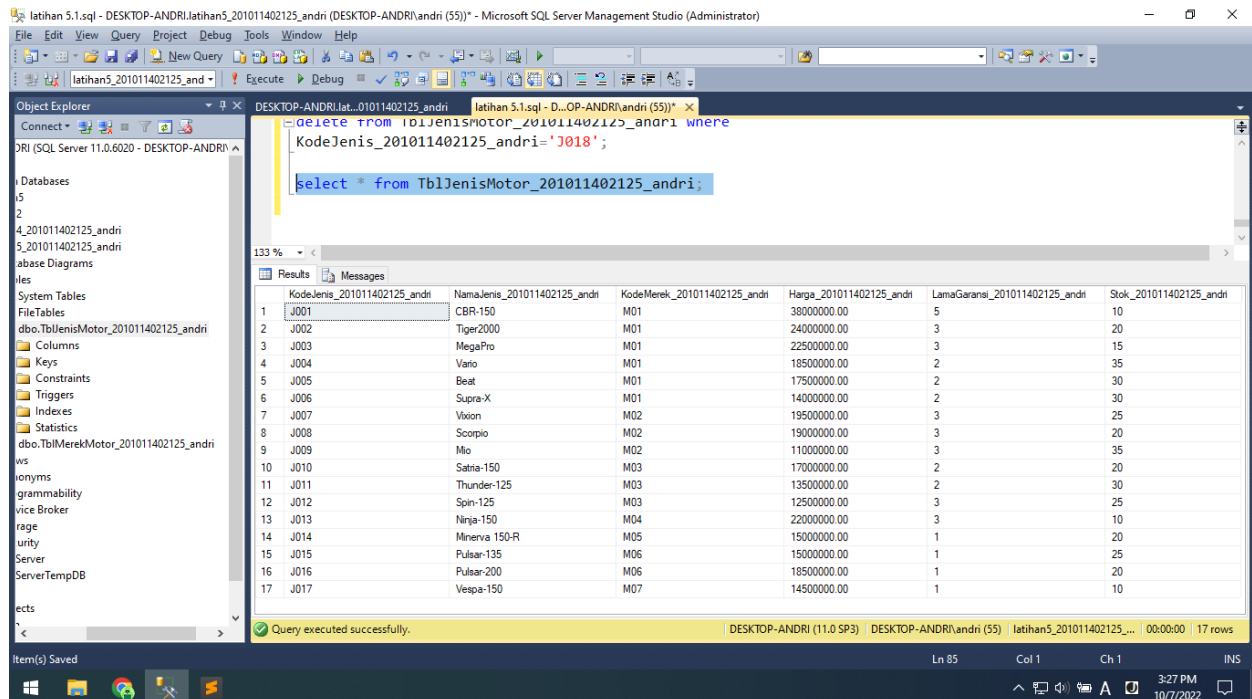 latihan 5.1.sql - DESKTOP-ANDRI.latihan5_201011402125_andri (DESKTOP-ANDRI\andri (55))* - Microsoft SQL Server Management Studio (Administrator)
File Edit View Query Project Debug Tools Window Help
New Query
latihan5_201011402125_and Execute Debug
Object Explorer
Connect
DRI (SQL Server 11.0.6020 - DESKTOP-ANDRI\
Databases
4_201011402125_andri
5_201011402125_andri
abase Diagrams
les
System Tables
FileTables
dbo.TblJenisMotor_201011402125_andri
Columns
Keys
Constraints
Triggers
Indexes
Statistics
dbo.TblMerekMotor_201011402125_andri
ws
onyms
grammability
vice Broker
rage
urity
Server
ServerTempDB
ects
DESKTOP-ANDRI.lat...01011402125_andri latihan 5.1.sql - D...OP-ANDRI\andri (55))*
delete from TblJenisMotor_201011402125_andri where
KodeJenis_201011402125_andri='J018';
select * from TblJenisMotor_201011402125_andri;
133 %
Results Messages
KodeJenis_201011402125_andri NamaJenis_201011402125_andri KodeMerek_201011402125_andri Harga_201011402125_andri LamaGaransi_201011402125_andri Stok_201011402125_andri
1 J001 CBR-150 M01 38000000.00 5 10
2 J002 Tiger2000 M01 24000000.00 3 20
3 J003 MegaPro M01 22500000.00 3 15
4 J004 Vario M01 18500000.00 2 35
5 J005 Beat M01 17500000.00 2 30
6 J006 Supra-X M01 14000000.00 2 30
7 J007 Vixion M02 19500000.00 3 25
8 J008 Scorpio M02 19000000.00 3 20
9 J009 Mio M02 11000000.00 3 35
10 J010 Satria-150 M03 17000000.00 2 20
11 J011 Thunder-125 M03 13500000.00 2 30
12 J012 Spin-125 M03 12500000.00 3 25
13 J013 Ninja-150 M04 22000000.00 3 10
14 J014 Minerva 150-R M05 15000000.00 1 20
15 J015 Pulsar-135 M06 15000000.00 1 25
16 J016 Pulsar-200 M06 18500000.00 1 20
17 J017 Vespa-150 M07 14500000.00 1 10
Query executed successfully. DESKTOP-ANDRI (11.0 SP3) DESKTOP-ANDRI\andri (55) latihan5_201011402125_... 00:00:00 17 rows
Item(s) Saved Ln 85 Col 1 Ch 1 INS
3:27 PM
10/7/2022